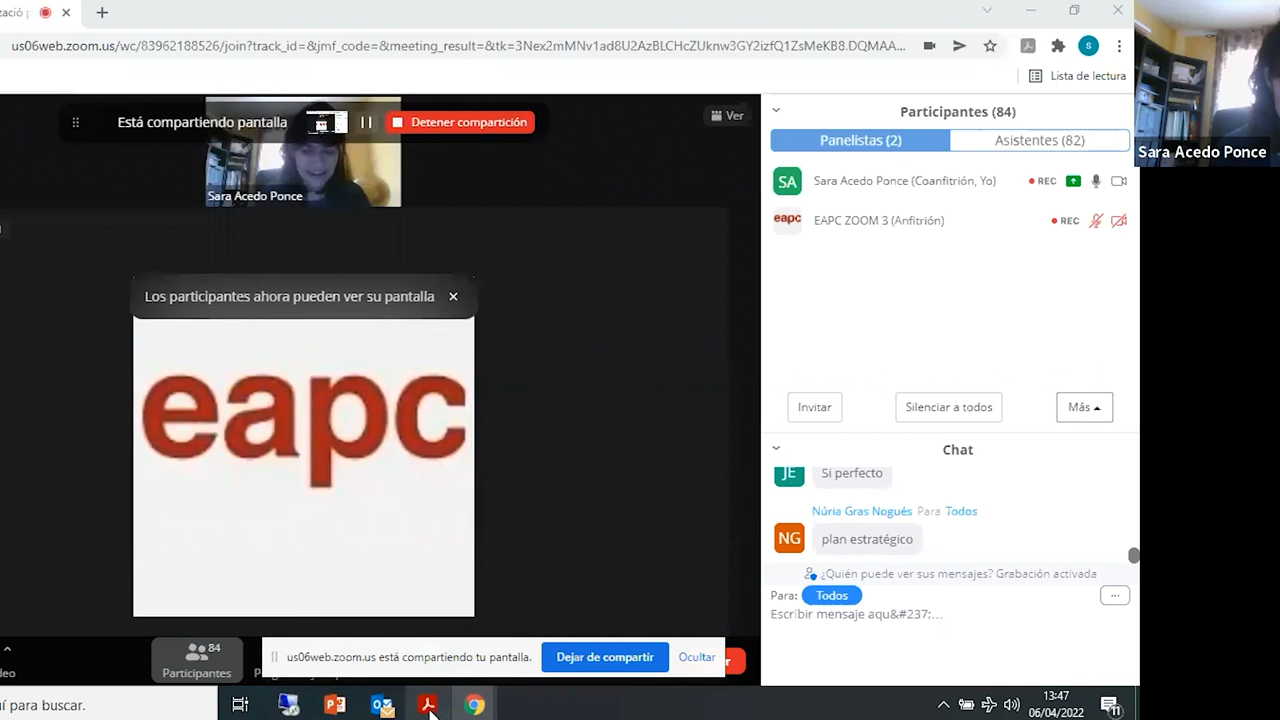 zació p
us06web.zoom.us/wc/83962188526/join?track_id=&jmf_code=&meeting_result=&tk=3Nex2mMNv1ad8U2AzBLCHcZUknw3GY2izfQ1ZsMeKB8.DQMAA...
S
Lista de lectura
Está compartiendo pantalla
Detener compartición
Ver
Sara Acedo Ponce
Los participantes ahora pueden ver su pantalla
eapc
84
Participantes
us06web.zoom.us está compartiendo tu pantalla.
Dejar de compartir
Ocultar
r
deo
Participantes (84)
Panelistas (2)
Asistentes (82)
SA
Sara Acedo Ponce (Coanfitrión, Yo)
REC
eapc
EAPC ZOOM 3 (Anfitrión)
REC
Invitar
Silenciar a todos
Más
Chat
JE
Si perfecto
Núria Gras Nogués Para Todos
NG
plan estratégico
¿Quién puede ver sus mensajes? Grabación activada
Para: Todos
...
Escribir mensaje aqu&#237;...
Sara Acedo Ponce
uí para buscar.
13:47
06/04/2022
11